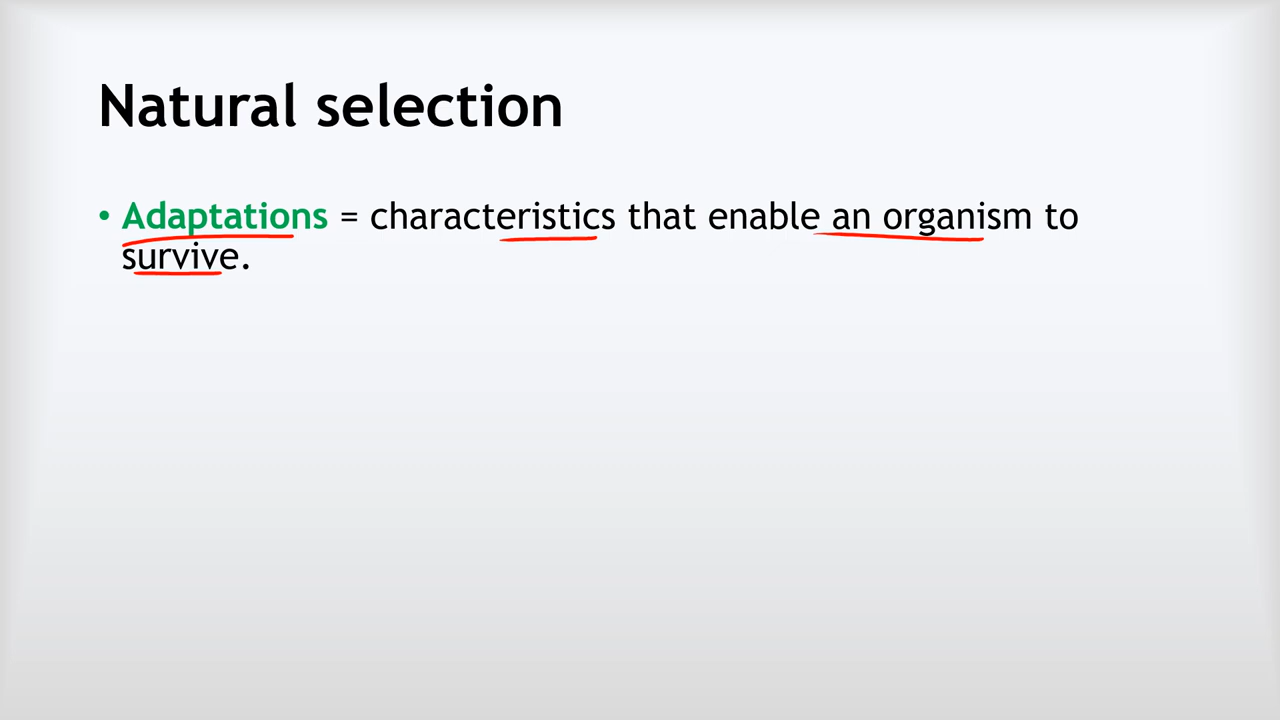 Natural selection
• Adaptations = characteristics that enable an organism to
survive.